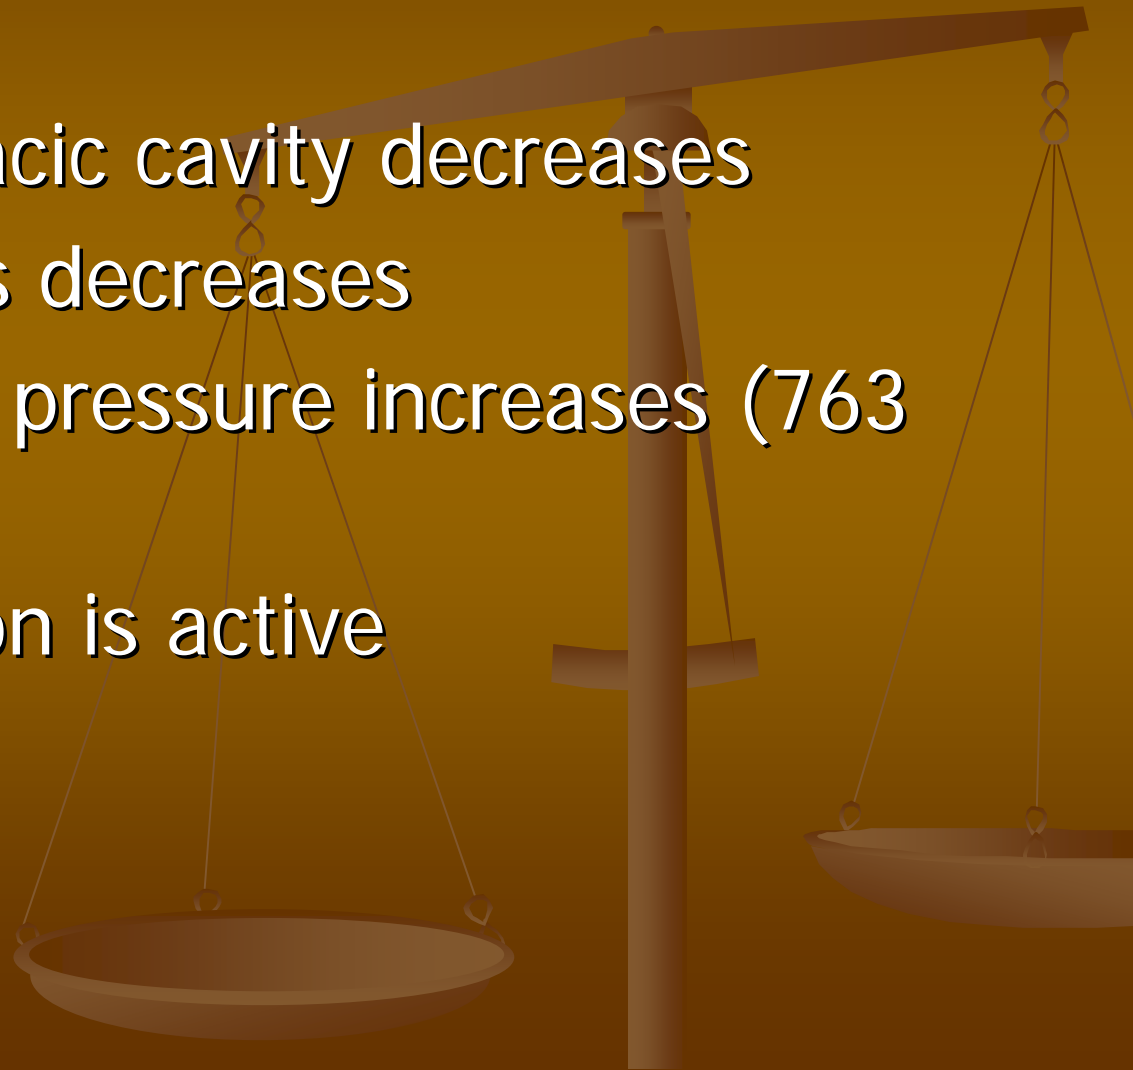 acic cavity decreases
s decreases
pressure increases (763
on is active